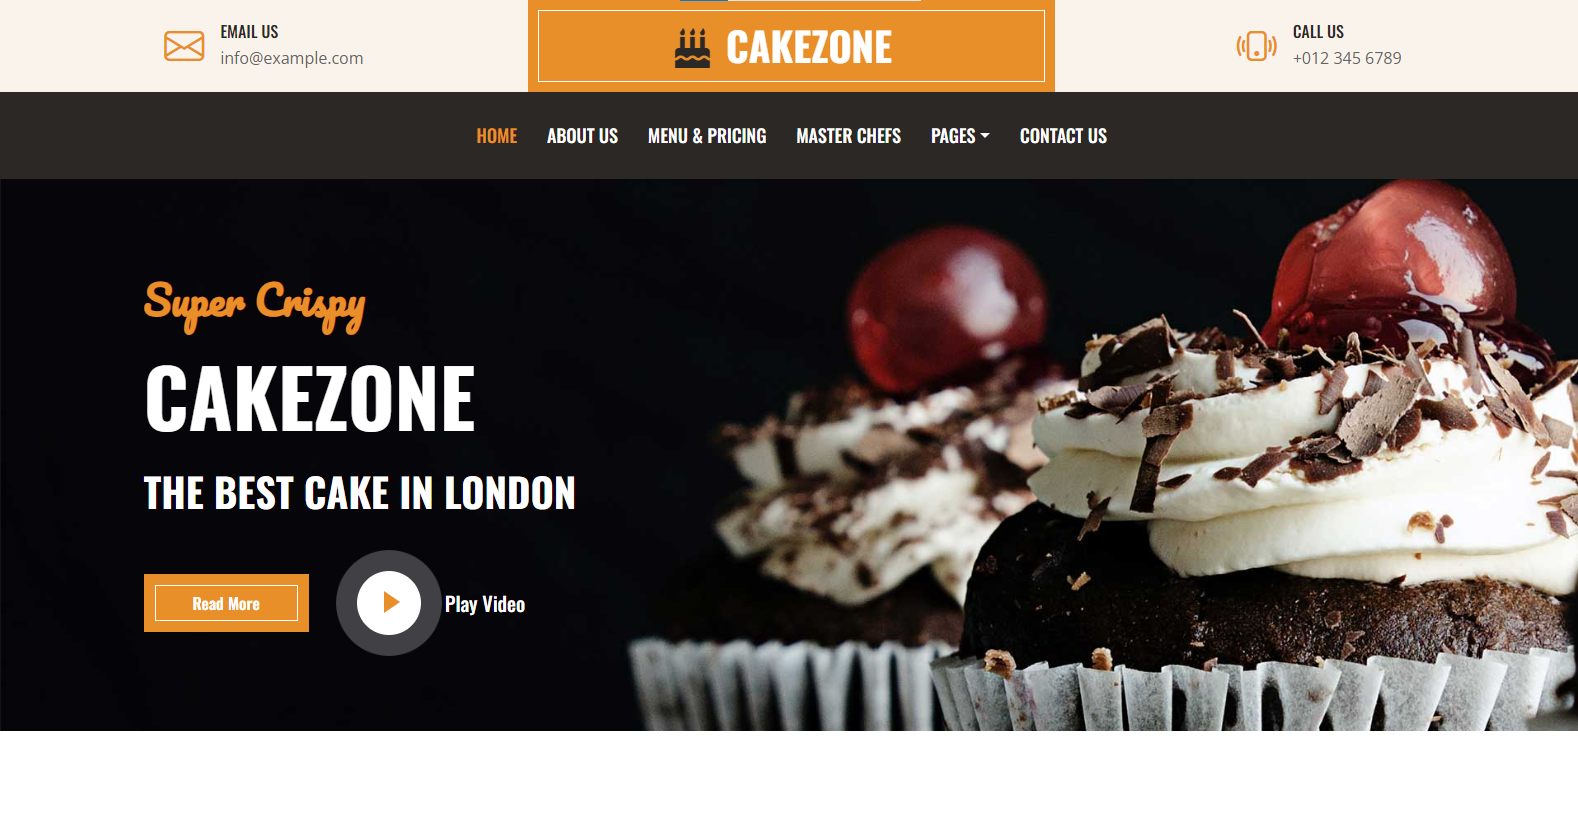 EMAIL US
info@example.com
CAKEZONE
CALL US
+012 345 6789
HOME ABOUT US MENU & PRICING MASTER CHEFS PAGES CONTACT US
Super Crispy
CAKEZONE
THE BEST CAKE IN LONDON
Read More Play Video